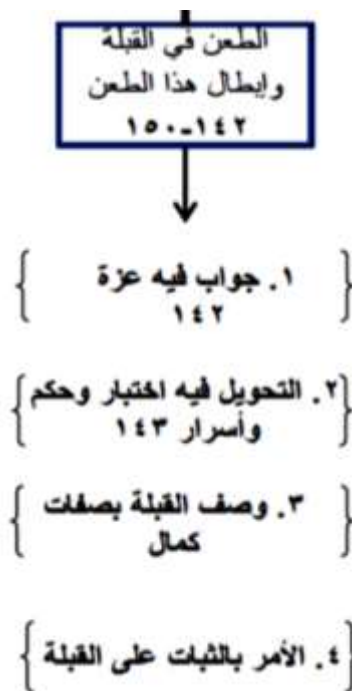 الطعن في القبلة
وإبطال هذا الطعن
١٤٢-١٥٠
١. جواب فيه عزة
١٤٢
٢. التحويل فيه اختبار وحكم
وأسرار ١٤٣
٣. وصف القبلة بصفات
كمال
٤. الأمر بالثبات على القبلة